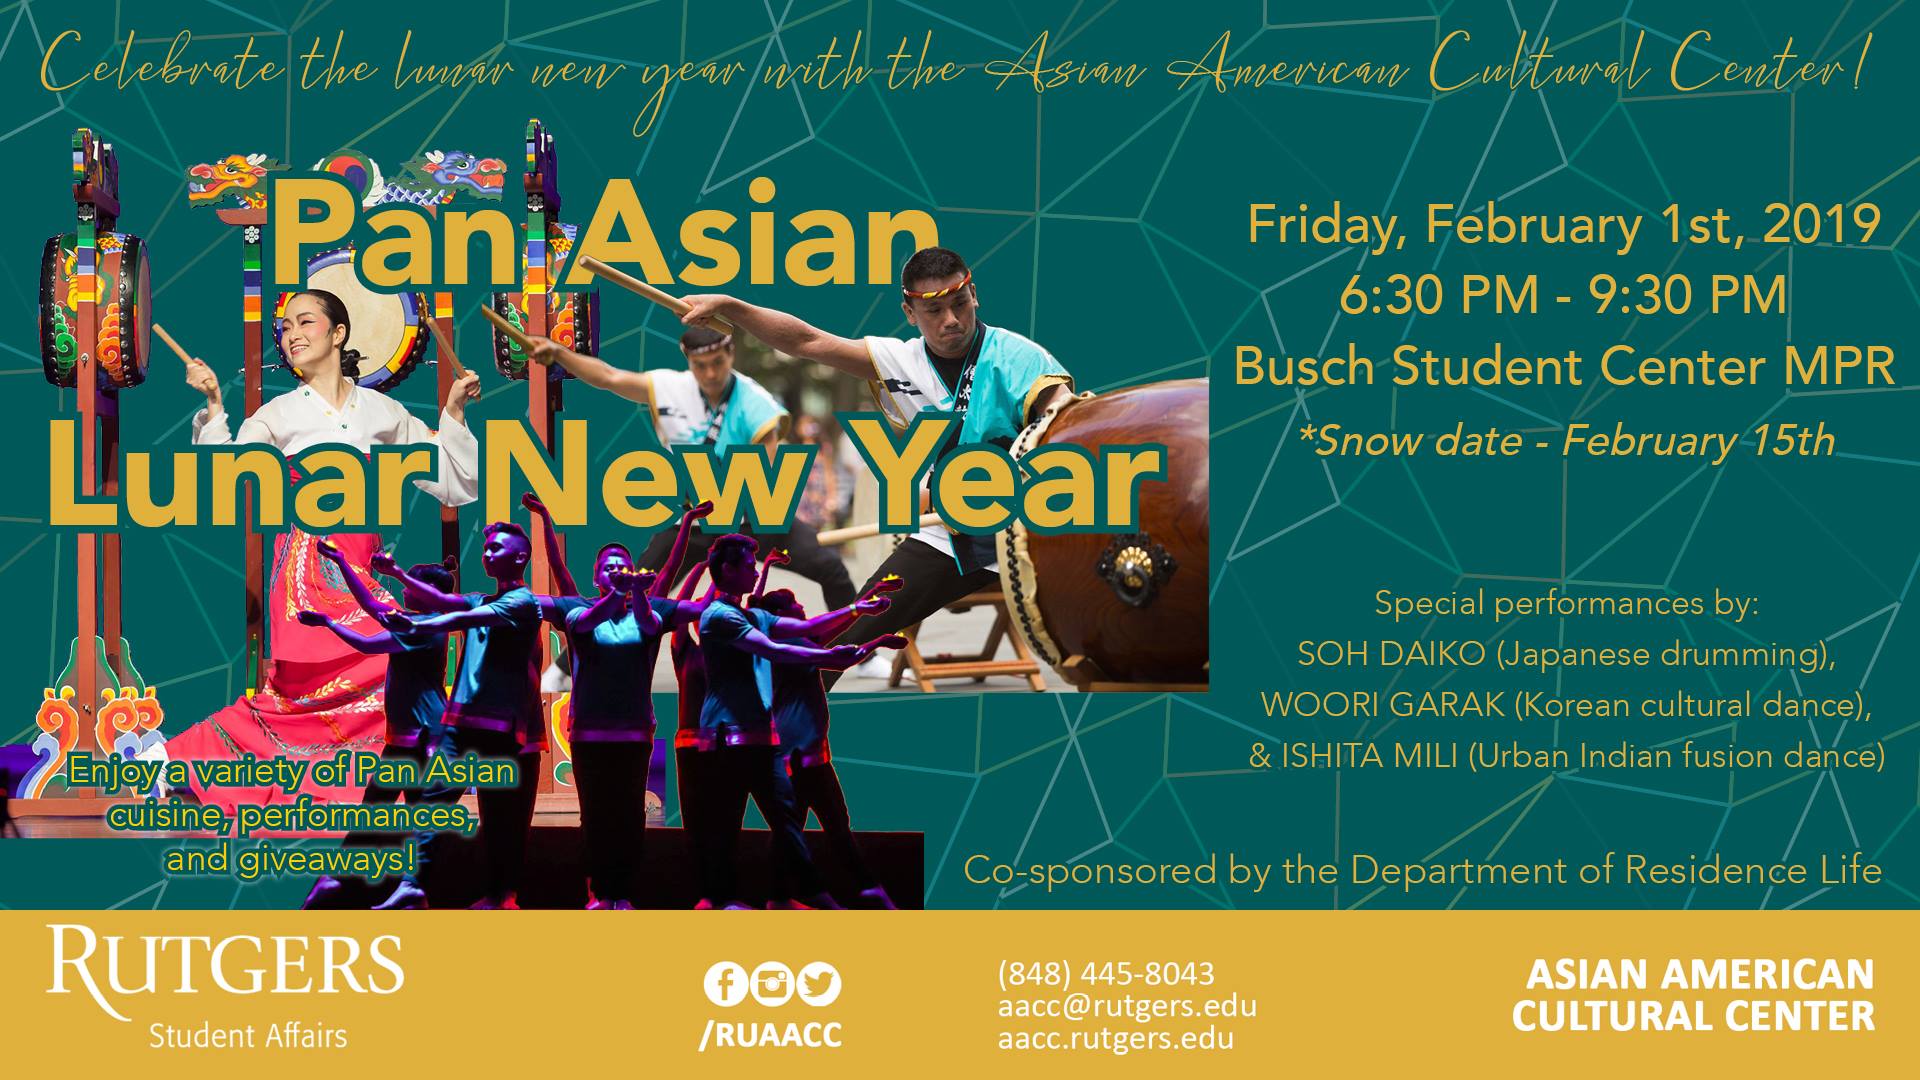 Celebrate the lunar new year with the Asian American Cultural Center!
Pan Asian
Lunar New Year
Friday, February 1st, 2019
6:30 PM - 9:30 PM
Busch Student Center MPR
*Snow date - February 15th
Special performances by:
SOH DAIKO (Japanese drumming),
WOORI GARAK (Korean cultural dance),
& ISHITA MILI (Urban Indian fusion dance)
Enjoy a variety of Pan Asian
cuisine, performances,
and giveaways!
Co-sponsored by the Department of Residence Life
RUTGERS
Student Affairs
/RUAACC
(848) 445-8043
aacc@rutgers.edu
aacc.rutgers.edu
ASIAN AMERICAN
CULTURAL CENTER